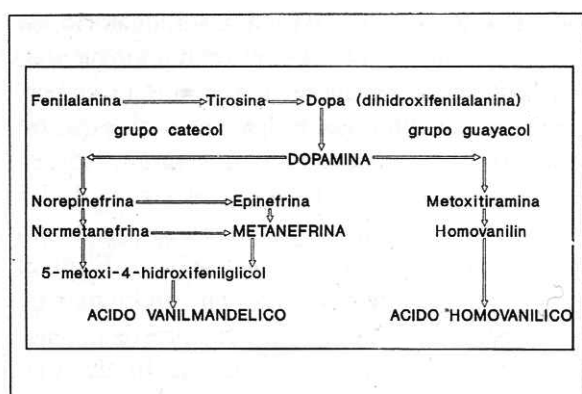 Fenilalanina Tirosina Dopa (dihidroxifenilalanina)
grupo catecol grupo guayacol
DOPAMINA
Norepinefrina Epinefrina Metoxitiramina
Normetanefrina METANEFRINA Homovanilin
5-metoxi-4-hidroxifenilglicol
ACIDO VANILMANDELICO ACIDO HOMOVANILICO